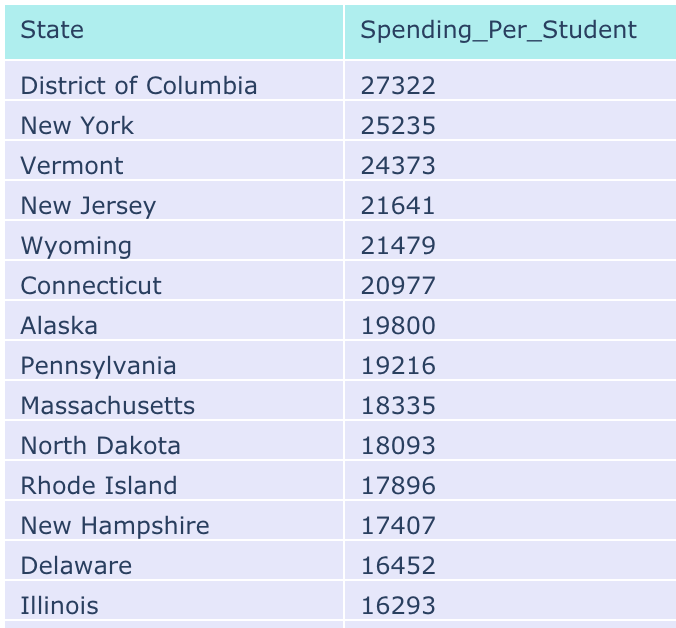 State Spending_Per_Student
District of Columbia 27322
New York 25235
Vermont 24373
New Jersey 21641
Wyoming 21479
Connecticut 20977
Alaska 19800
Pennsylvania 19216
Massachusetts 18335
North Dakota 18093
Rhode Island 17896
New Hampshire 17407
Delaware 16452
Illinois 16293